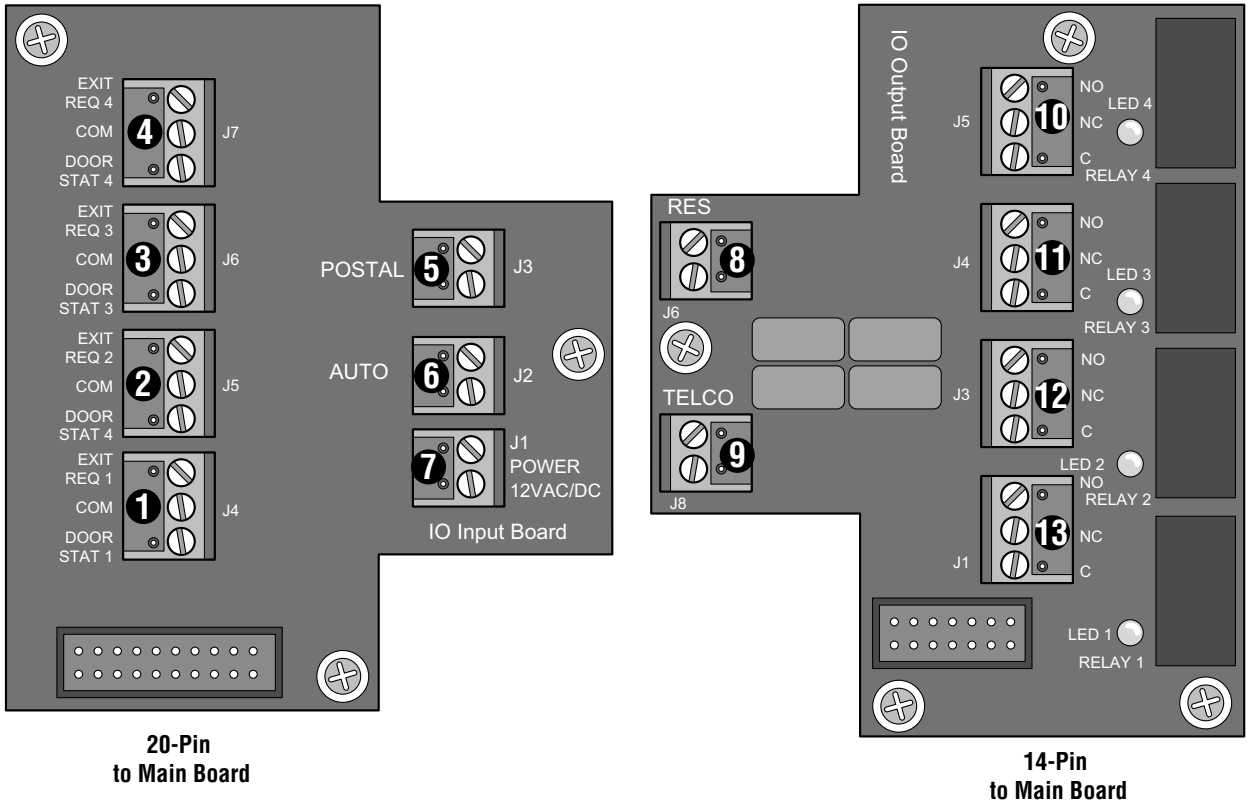 EXIT
REQ 4
COM
DOOR
STAT 4
4
J7
EXIT
REQ 3
COM
DOOR
STAT 3
3
J6
EXIT
REQ 2
COM
DOOR
STAT 4
2
J5
EXIT
REQ 1
COM
DOOR
STAT 1
1
J4
POSTAL
5
J3
AUTO
6
J2
7
J1
POWER
12VAC/DC
IO Input Board
20-Pin
to Main Board
IO Output Board
RES
8
J6
TELCO
9
J8
J5
10
NO
NC
C
LED 4
RELAY 4
J4
11
NO
NC
C
LED 3
RELAY 3
J3
12
NO
NC
C
LED 2
RELAY 2
J1
13
NO
NC
C
LED 1
RELAY 1
14-Pin
to Main Board